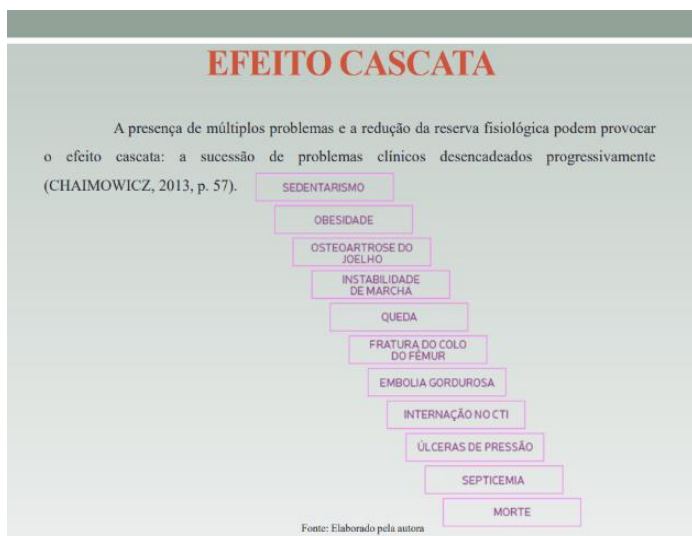 EFEITO CASCATA
A presença de múltiplos problemas e a redução da reserva fisiológica podem provocar
o efeito cascata: a sucessão de problemas clínicos desencadeados progressivamente
(CHAIMOWICZ, 2013, p. 57).
SEDENTARISMO
OBESIDADE
OSTEOARTROSE DO
JOELHO
INSTABILIDADE
DE MARCHA
QUEDA
FRATURA DO COLO
DO FÊMUR
EMBOLIA GORDUROSA
INTERNAÇÃO NO CTI
ÚLCERAS DE PRESSÃO
SEPTICEMIA
MORTE
Fonte: Elaborado pela autora